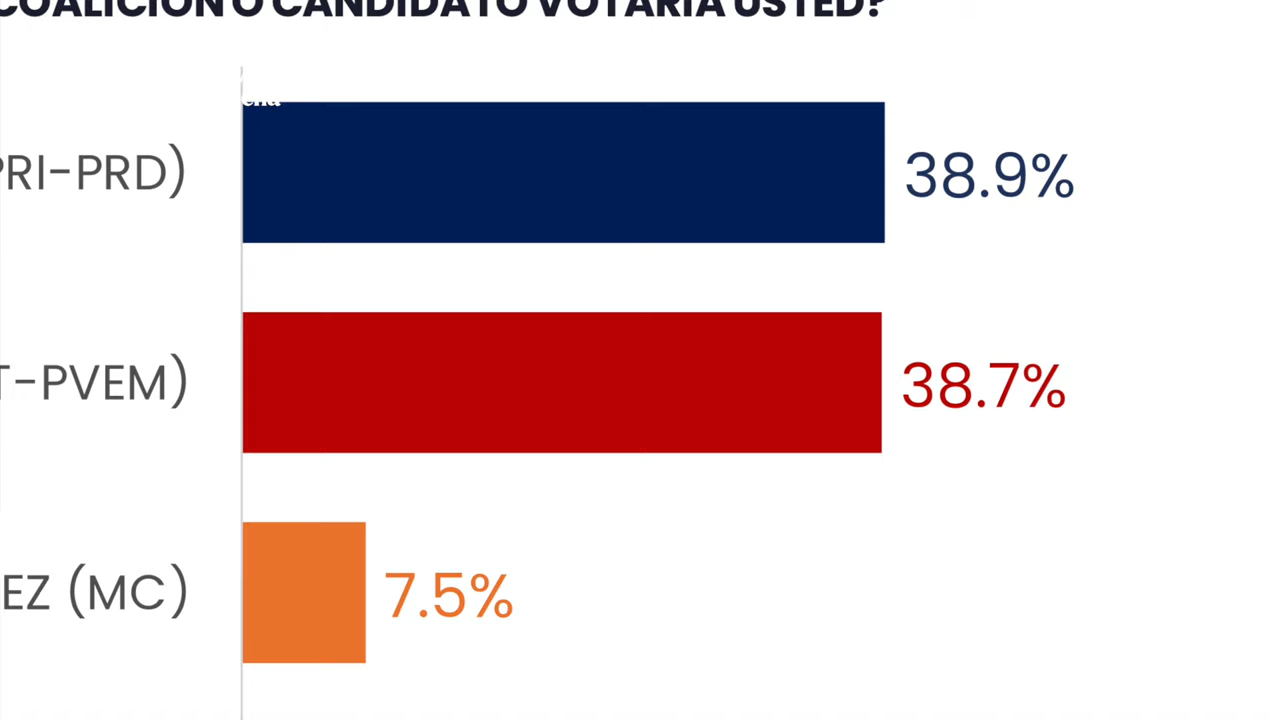 COALICIÓN O CANDIDATO VOTARÍA USTED?
PRI-PRD) 38.9%
T-PVEM) 38.7%
EZ (MC) 7.5%